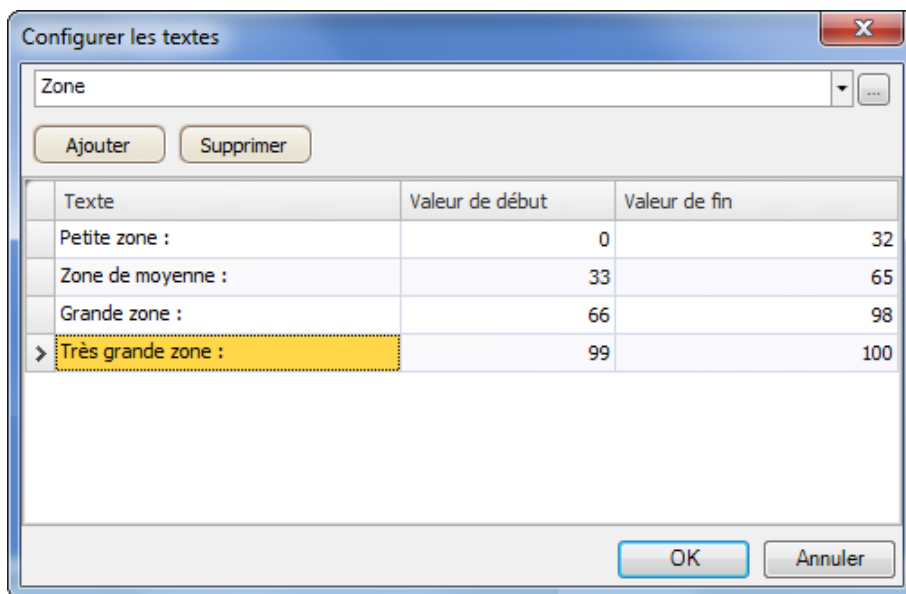 Configurer les textes
Zone
...
Ajouter Supprimer
Texte Valeur de début Valeur de fin
Petite zone : 0 32
Zone de moyenne : 33 65
Grande zone : 66 98
Très grande zone : 99 100
OK Annuler